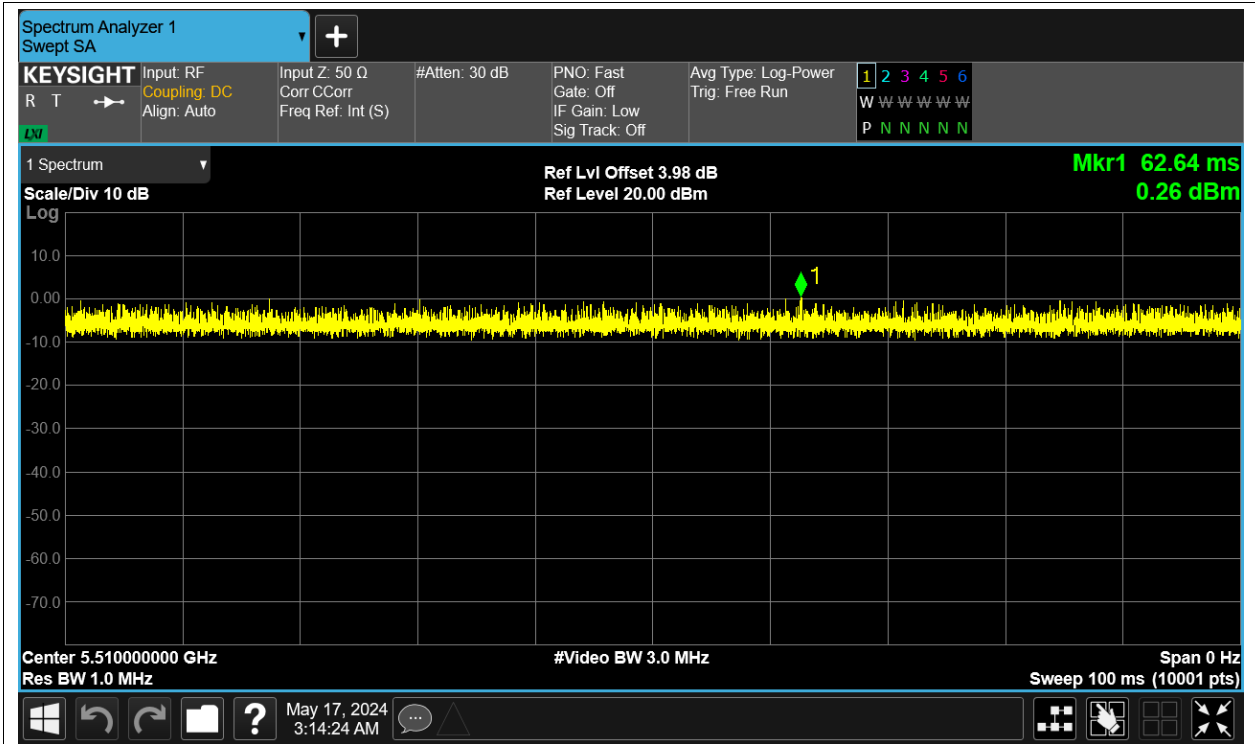 Spectrum Analyzer 1
Swept SA
+
KEYSIGHT
R T
LXI
Input: RF
Coupling: DC
Align: Auto
Input Z: 50 Ω
Corr CCorr
Freq Ref: Int (S)
#Atten: 30 dB
PNO: Fast
Gate: Off
IF Gain: Low
Sig Track: Off
Avg Type: Log-Power
Trig: Free Run
1 2 3 4 5 6
W W W W W W
P N N N N N
1 Spectrum
Scale/Div 10 dB
Log
Ref Lvl Offset 3.98 dB
Ref Level 20.00 dBm
Mkr1 62.64 ms
0.26 dBm
1
10.0
0.00
-10.0
-20.0
-30.0
-40.0
-50.0
-60.0
-70.0
Center 5.510000000 GHz
Res BW 1.0 MHz
#Video BW 3.0 MHz
Span 0 Hz
Sweep 100 ms (10001 pts)
?
May 17, 2024
3:14:24 AM